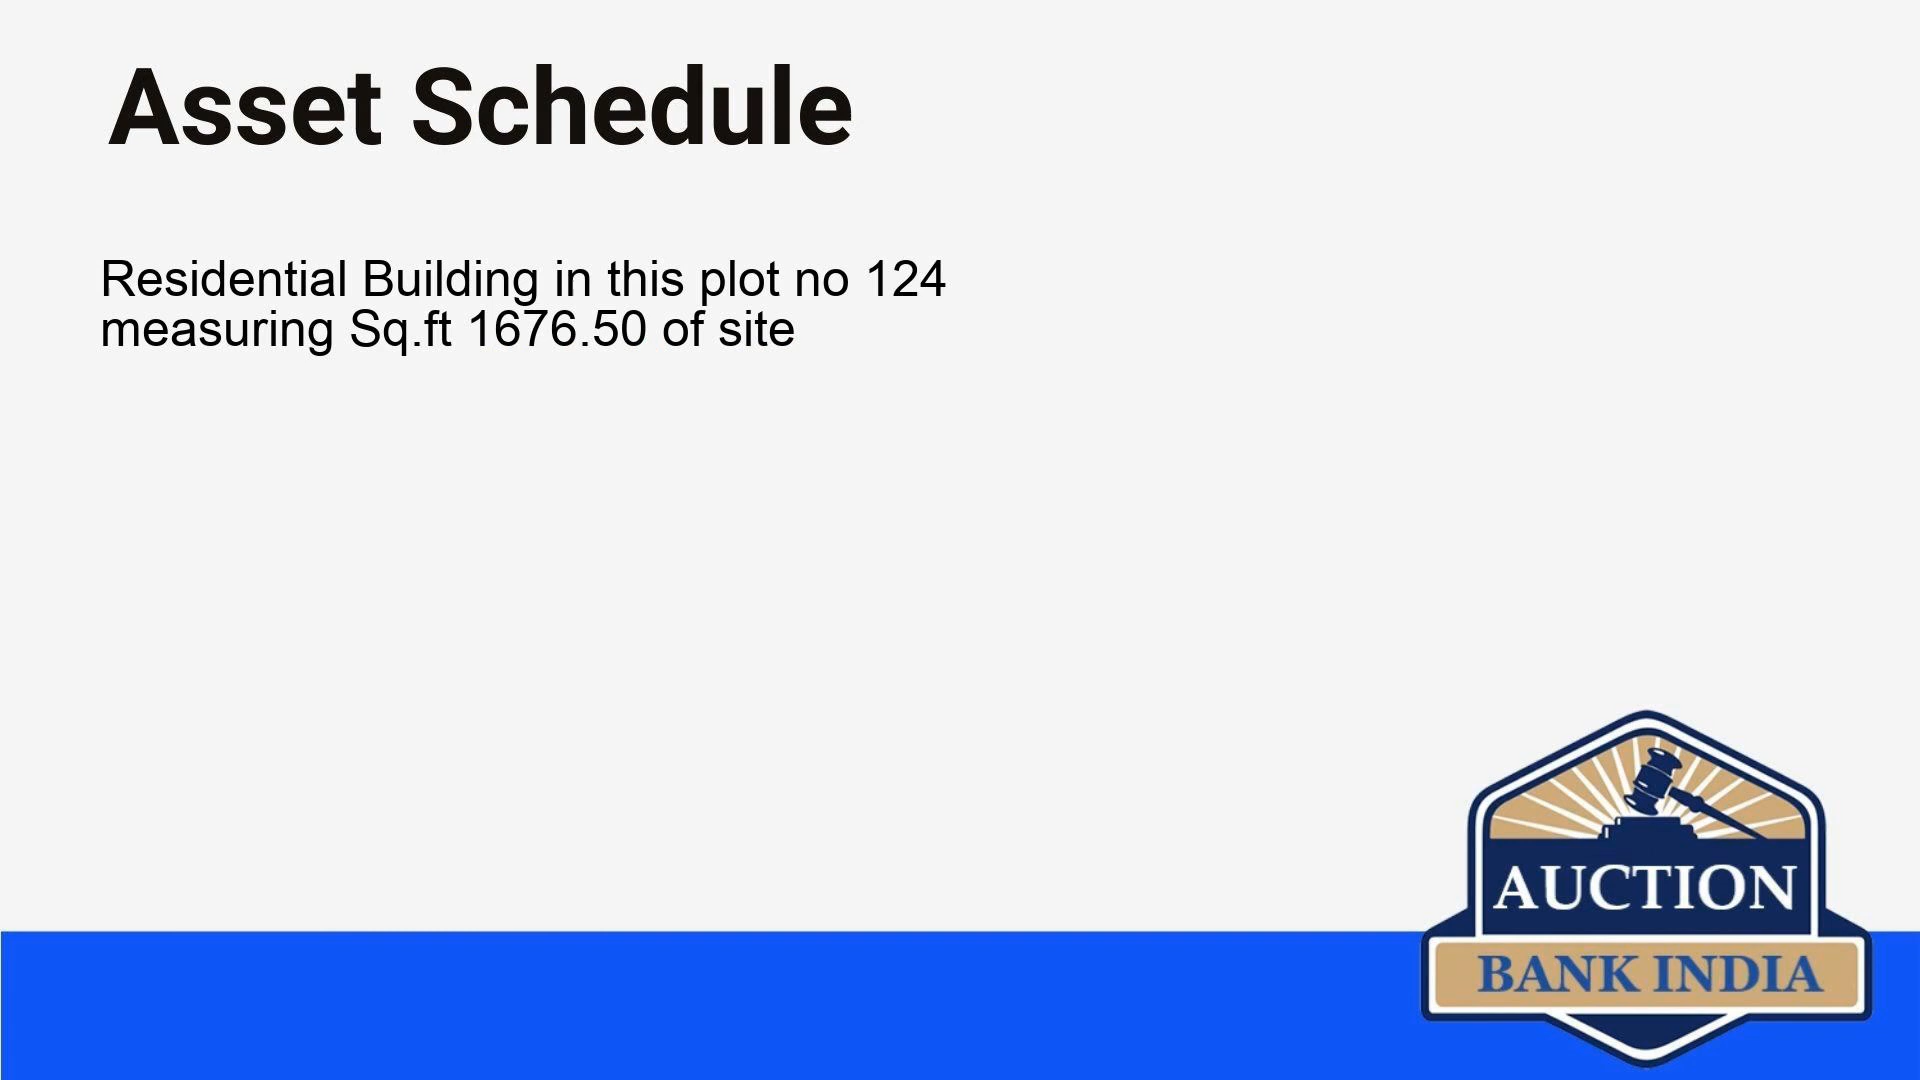 Asset Schedule
Residential Building in this plot no 124
measuring Sq.ft 1676.50 of site
AUCTION
BANK INDIA